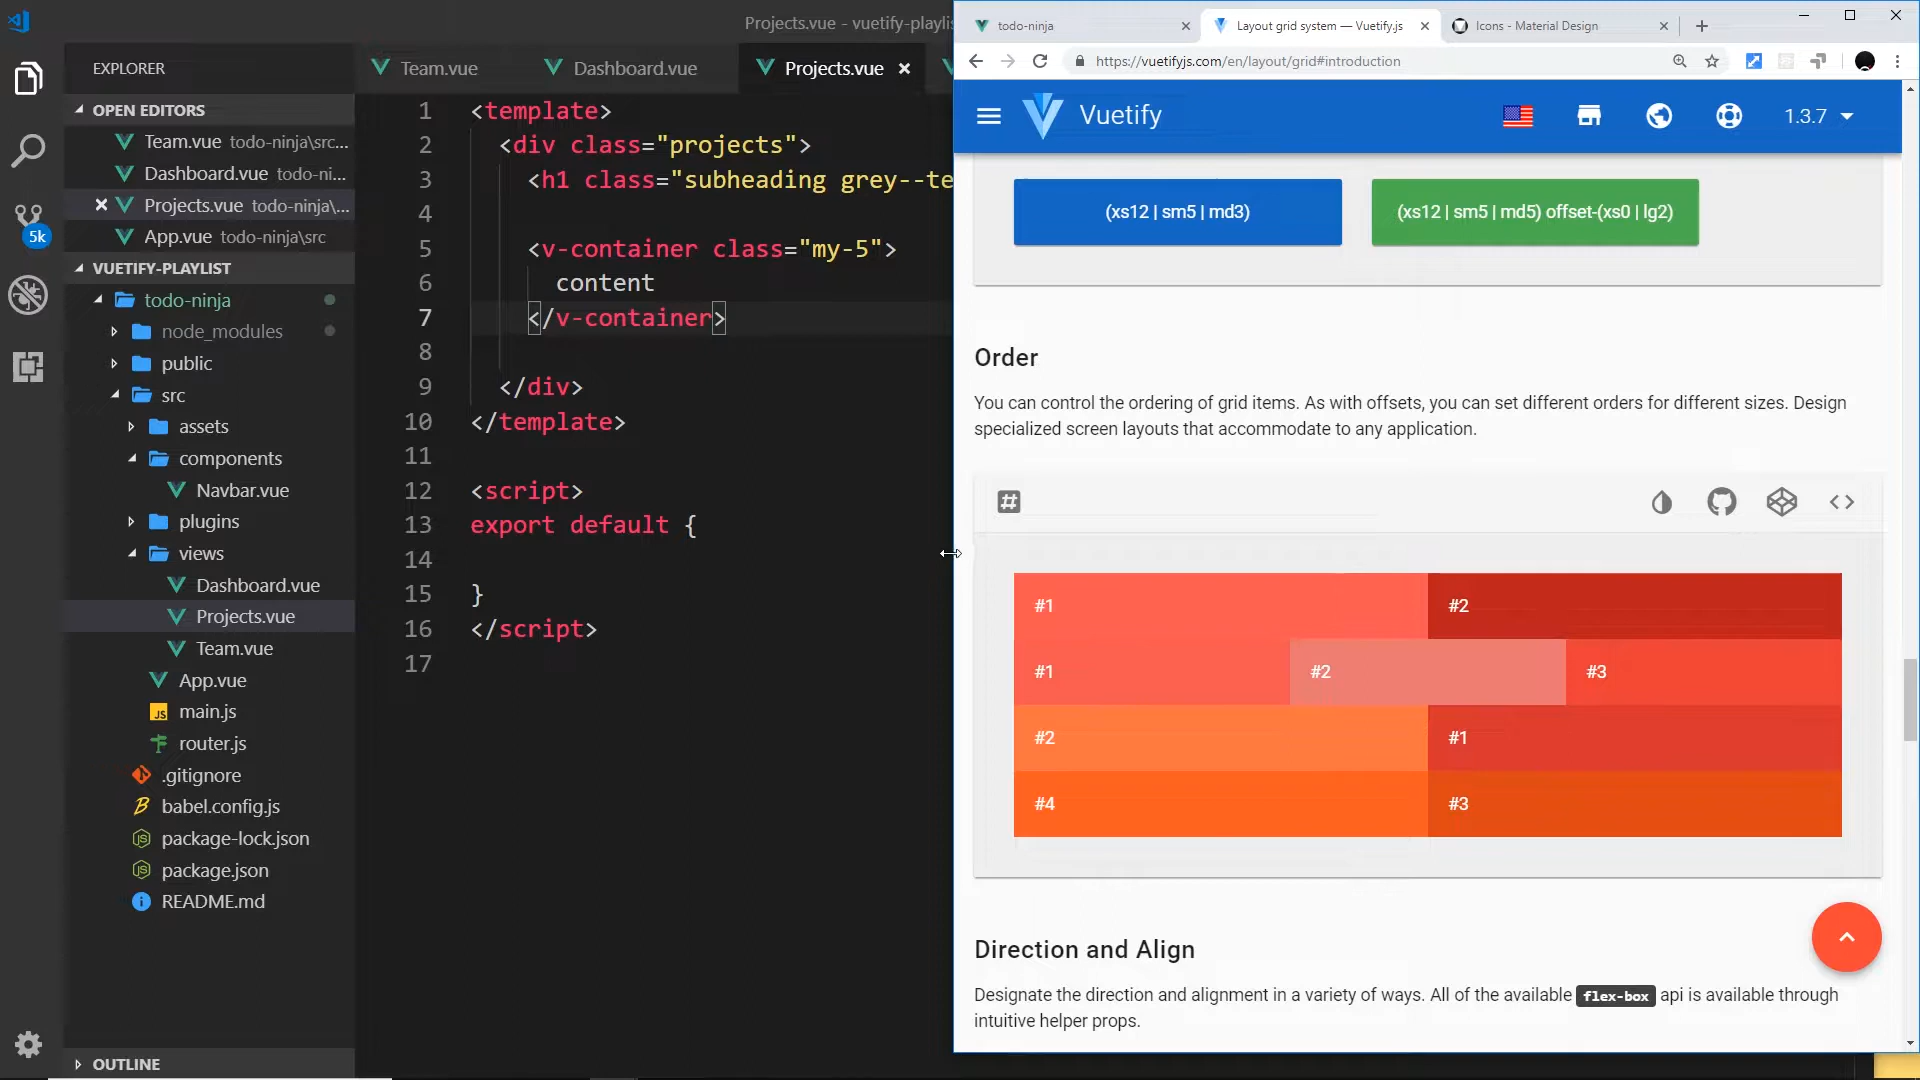 Projects.vue - vuetify-playlis
EXPLORER
OPEN EDITORS
Team.vue todo-ninja\src...
Dashboard.vue todo-ni...
Projects.vue todo-ninja\...
App.vue todo-ninja\src
VUETIFY-PLAYLIST
todo-ninja
node_modules
public
src
assets
components
Navbar.vue
plugins
views
Dashboard.vue
Projects.vue
Team.vue
App.vue
JS main.js
router.js
.gitignore
babel.config.js
package-lock.json
package.json
README.md
OUTLINE
5k
Team.vue
Dashboard.vue
Projects.vue
1 <template>
2 <div class="projects">
3 <h1 class="subheading grey--te
4
5 <v-container class="my-5">
6 content
7 </v-container>
8
9 </div>
10 </template>
11
12 <script>
13 export default {
14
15 }
16 </script>
17
todo-ninja
Layout grid system — Vuetify.js
Icons - Material Design
https://vuetifyjs.com/en/layout/grid#introduction
Vuetify
1.3.7
(xs12 | sm5 | md3)
(xs12 | sm5 | md5) offset-(xs0 | lg2)
Order
You can control the ordering of grid items. As with offsets, you can set different orders for different sizes. Design
specialized screen layouts that accommodate to any application.
#1 #2
#1 #2 #3
#2 #1
#4 #3
Direction and Align
Designate the direction and alignment in a variety of ways. All of the available flex-box api is available through
intuitive helper props.